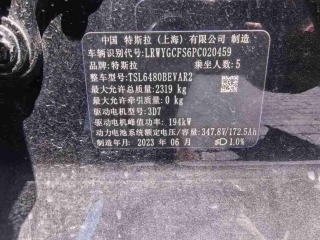 中国 特斯拉(上海)有限公司 制造
车辆识别代号: LRWYGCFS6PC020459
品牌: 特斯拉 乘坐人数: 5
整车型号: TSL6480BEVAR2
最大允许总质量: 2319 kg
最大允许牵引质量: 0 kg
驱动电机型号: 3D7
驱动电机峰值功率: 194kW
动力电池系统额定电压/容量: 347.8V/172.5Ah
制造年月: 2023 年 06 月 1.0%